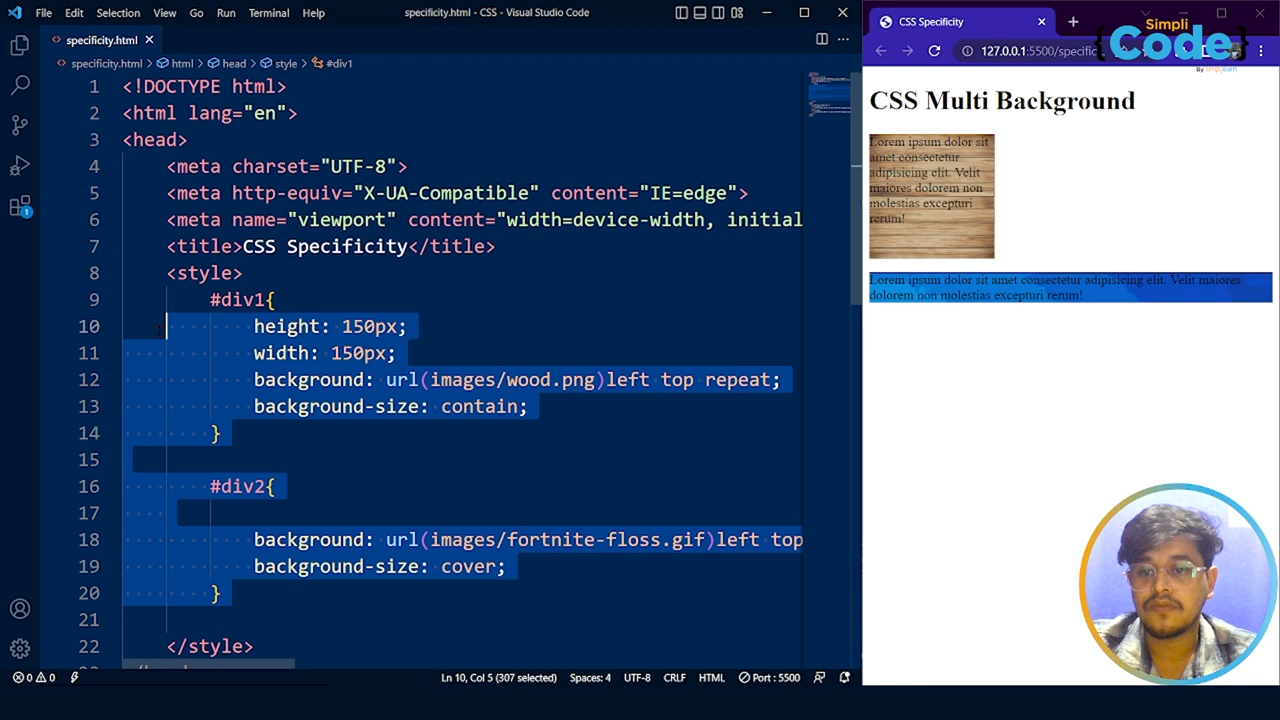 File Edit Selection View Go Run Terminal Help specificity.html - CSS - Visual Studio Code
specificity.html
specificity.html > html > head > style > #div1
1 <!DOCTYPE html>
2 <html lang="en">
3 <head>
4 <meta charset="UTF-8">
5 <meta http-equiv="X-UA-Compatible" content="IE=edge">
6 <meta name="viewport" content="width=device-width, initial
7 <title>CSS Specificity</title>
8 <style>
9 #div1{
10 height: 150px;
11 width: 150px;
12 background: url(images/wood.png)left top repeat;
13 background-size: contain;
14 }
15
16 #div2{
17
18 background: url(images/fortnite-floss.gif)left top
19 background-size: cover;
20 }
21
22 </style>
1
0 0 Ln 10, Col 5 (307 selected) Spaces: 4 UTF-8 CRLF HTML Port : 5500
CSS Specificity
127.0.0.1:5500/specific
Simpli
{Code}
By simplilearn
CSS Multi Background
Lorem ipsum dolor sit
amet consectetur
adipisicing elit. Velit
maiores dolorem non
molestias excepturi
rerum!
Lorem ipsum dolor sit amet consectetur adipisicing elit. Velit maiores
dolorem non molestias excepturi rerum!